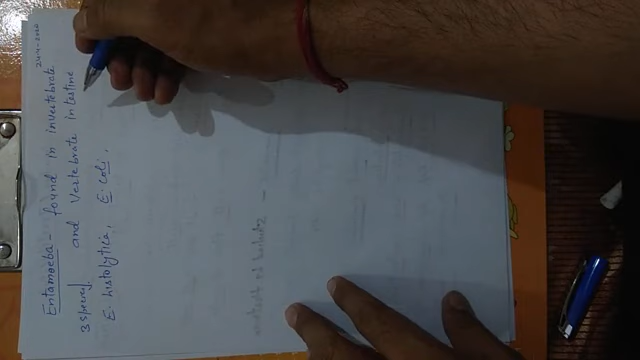 Entamoeba - found in invertebrate
and vertebrate intestine
3 species
E. histolytica, E. coli,